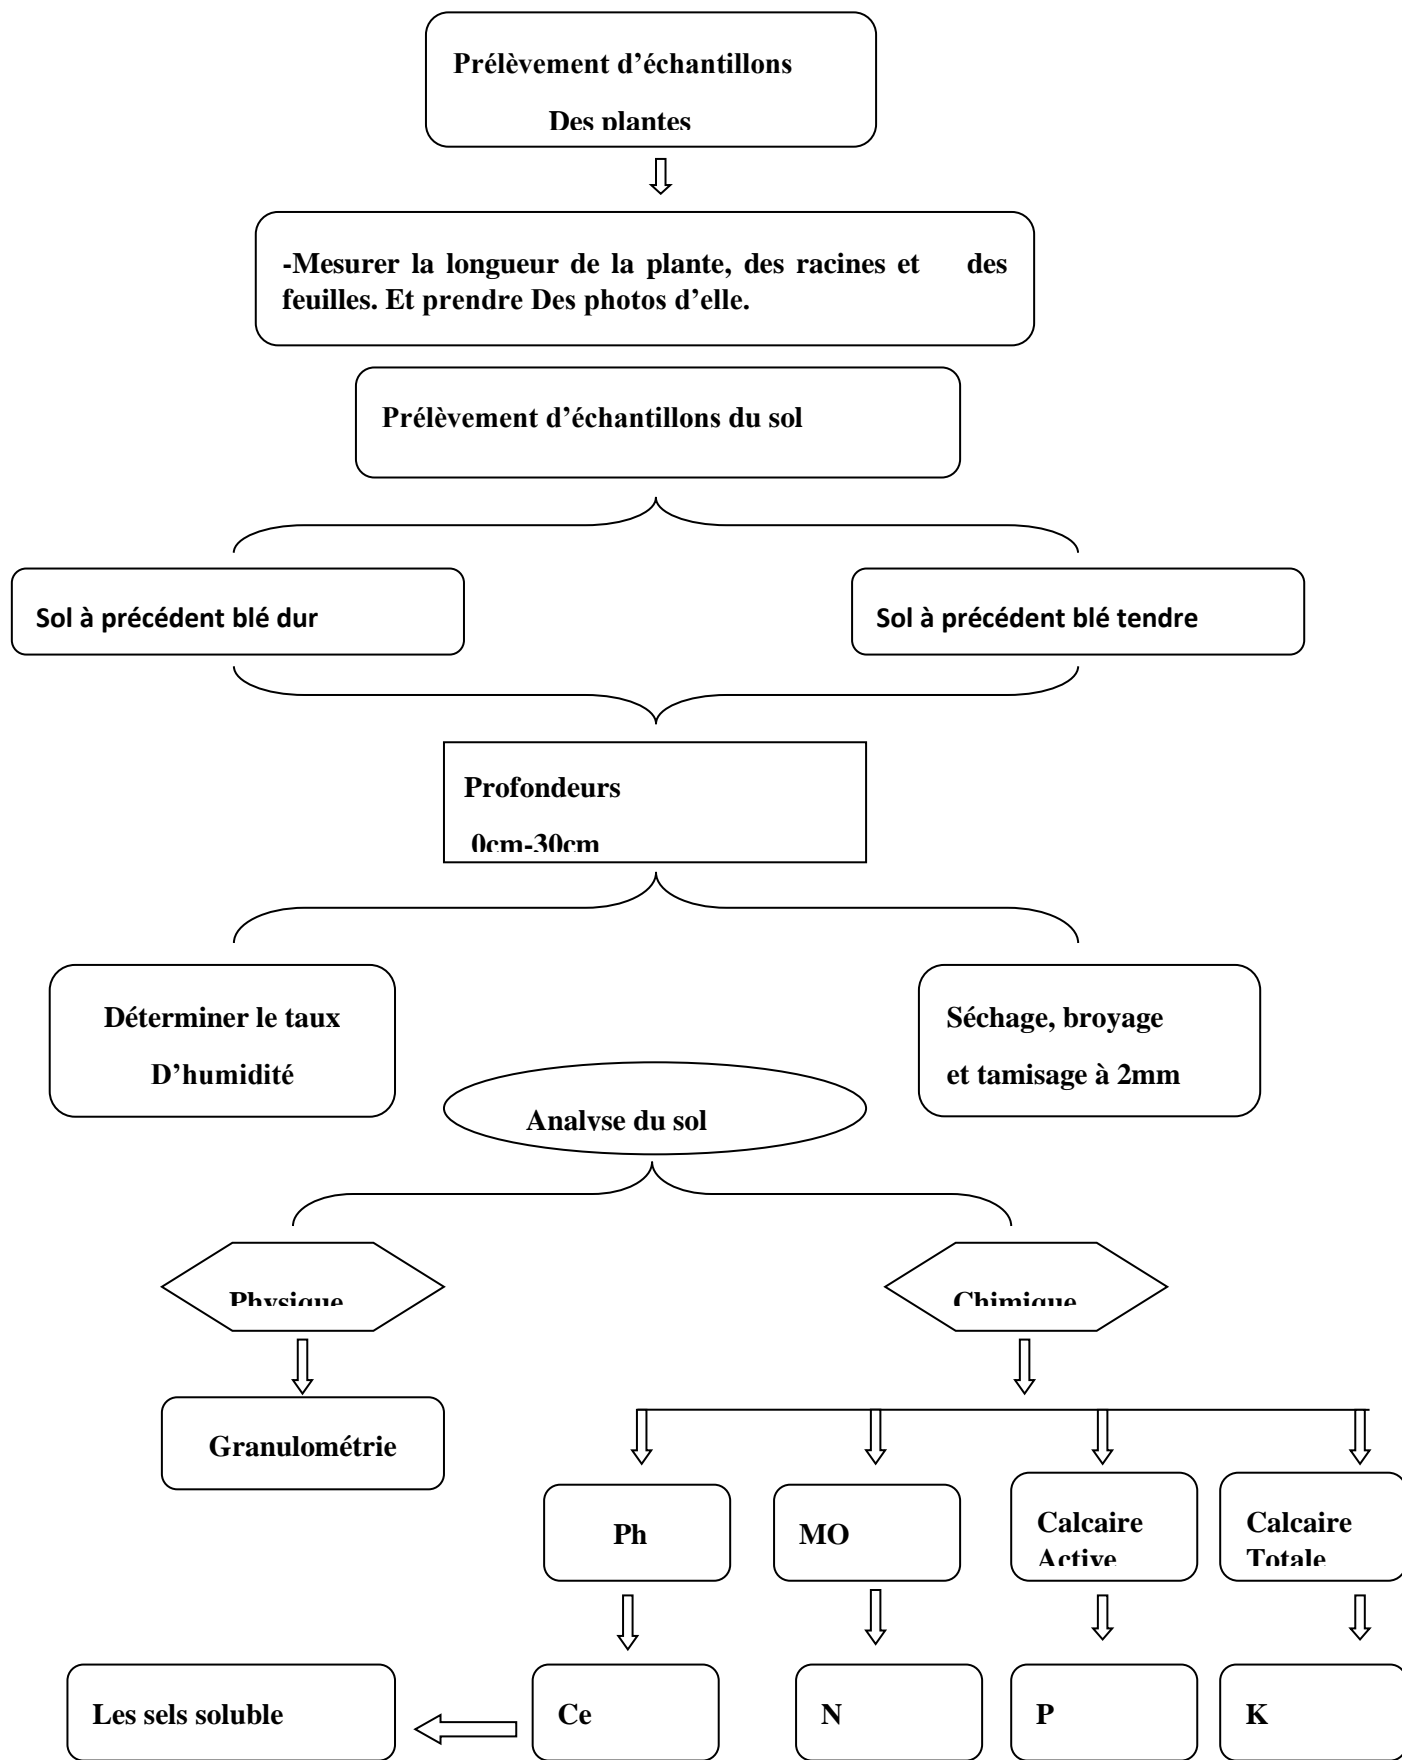 Prélèvement d’échantillons
Des plantes
-Mesurer la longueur de la plante, des racines et des
feuilles. Et prendre Des photos d’elle.
Prélèvement d’échantillons du sol
Sol à précédent blé dur
Sol à précédent blé tendre
Profondeurs
0cm-30cm
Déterminer le taux
D’humidité
Séchage, broyage
et tamisage à 2mm
Analyse du sol
Physique
Chimique
Granulométrie
Ph
MO
Calcaire
Active
Calcaire
Totale
Les sels soluble
Ce
N
P
K